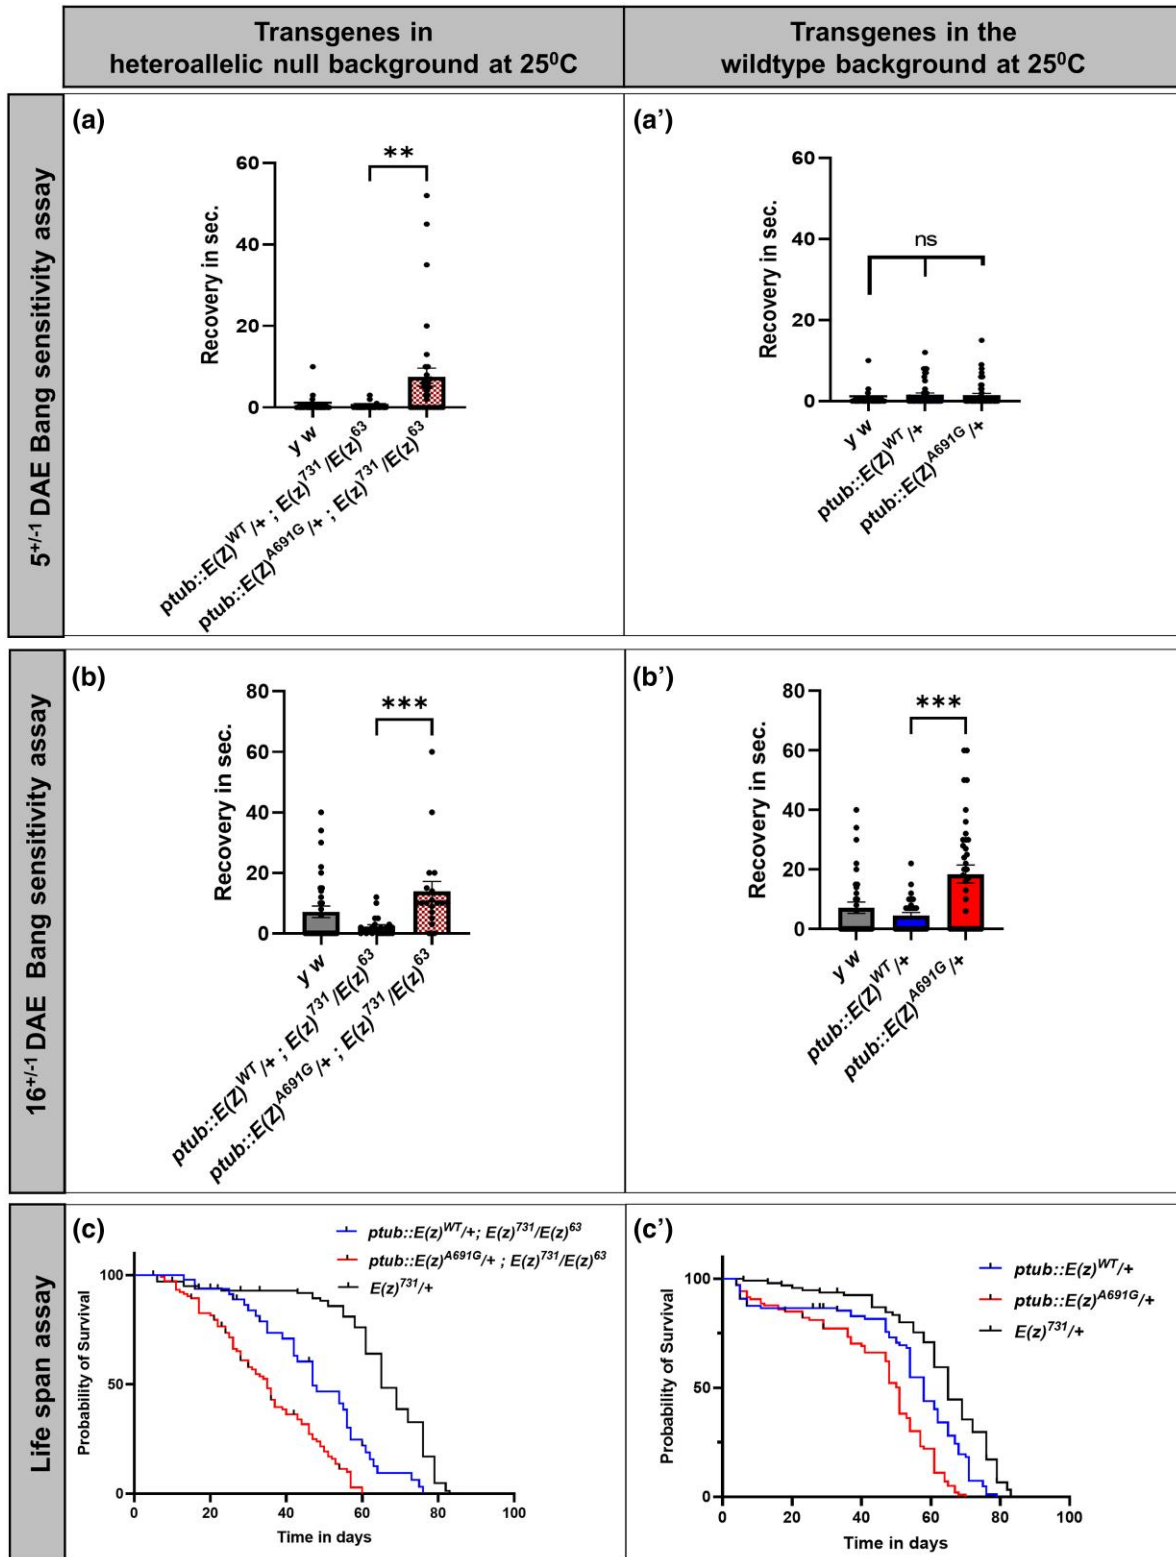 Transgenes in
heteroallelic null background at 25⁰C
Transgenes in the
wildtype background at 25⁰C
5⁺/⁻¹ DAE Bang sensitivity assay
(a)
Recovery in sec.
60
40
20
0
**
y w
ptub::E(Z)ᵂᵀ/+ ; E(z)⁷³¹/E(z)⁶³
ptub::E(Z)ᴬ⁶⁹¹ᴳ/+ ; E(z)⁷³¹/E(z)⁶³
(a')
Recovery in sec.
60
40
20
0
ns
y w
ptub::E(Z)ᵂᵀ/+
ptub::E(Z)ᴬ⁶⁹¹ᴳ/+
16⁺/⁻¹ DAE Bang sensitivity assay
(b)
Recovery in sec.
80
60
40
20
0
***
y w
ptub::E(Z)ᵂᵀ/+ ; E(z)⁷³¹/E(z)⁶³
ptub::E(Z)ᴬ⁶⁹¹ᴳ/+ ; E(z)⁷³¹/E(z)⁶³
(b')
Recovery in sec.
80
60
40
20
0
***
y w
ptub::E(Z)ᵂᵀ/+
ptub::E(Z)ᴬ⁶⁹¹ᴳ/+
Life span assay
(c)
ptub::E(z)ᵂᵀ/+; E(z)⁷³¹/E(z)⁶³
ptub::E(z)ᴬ⁶⁹¹ᴳ/+ ; E(z)⁷³¹/E(z)⁶³
E(z)⁷³¹/+
Probability of Survival
100
50
0
0 20 40 60 80 100
Time in days
(c')
ptub::E(z)ᵂᵀ/+
ptub::E(z)ᴬ⁶⁹¹ᴳ/+
E(z)⁷³¹/+
Probability of Survival
100
50
0
0 20 40 60 80 100
Time in days